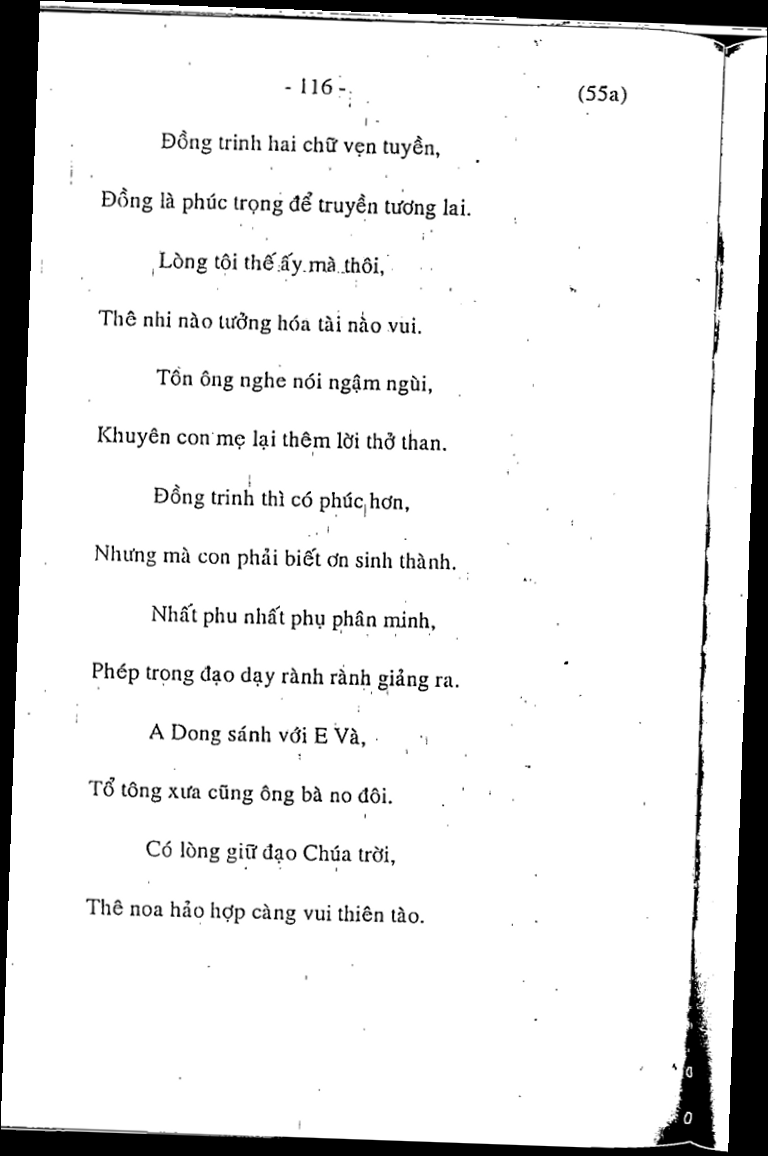 - 116 -
(55a)
Đồng trinh hai chữ vẹn tuyền,
Đồng là phúc trọng để truyền tương lai.
Lòng tôi thế ấy mà thôi,
Thê nhi nào tưởng hóa tài nào vui.
Tôn ông nghe nói ngậm ngùi,
Khuyên con mẹ lại thêm lời thở than.
Đồng trinh thì có phúc hơn,
Nhưng mà con phải biết ơn sinh thành.
Nhất phu nhất phụ phân minh,
Phép trọng đạo dạy rành rành giảng ra.
A Dong sánh với E Và,
Tổ tông xưa cũng ông bà no đôi.
Có lòng giữ đạo Chúa trời,
Thê noa hảo hợp càng vui thiên tào.